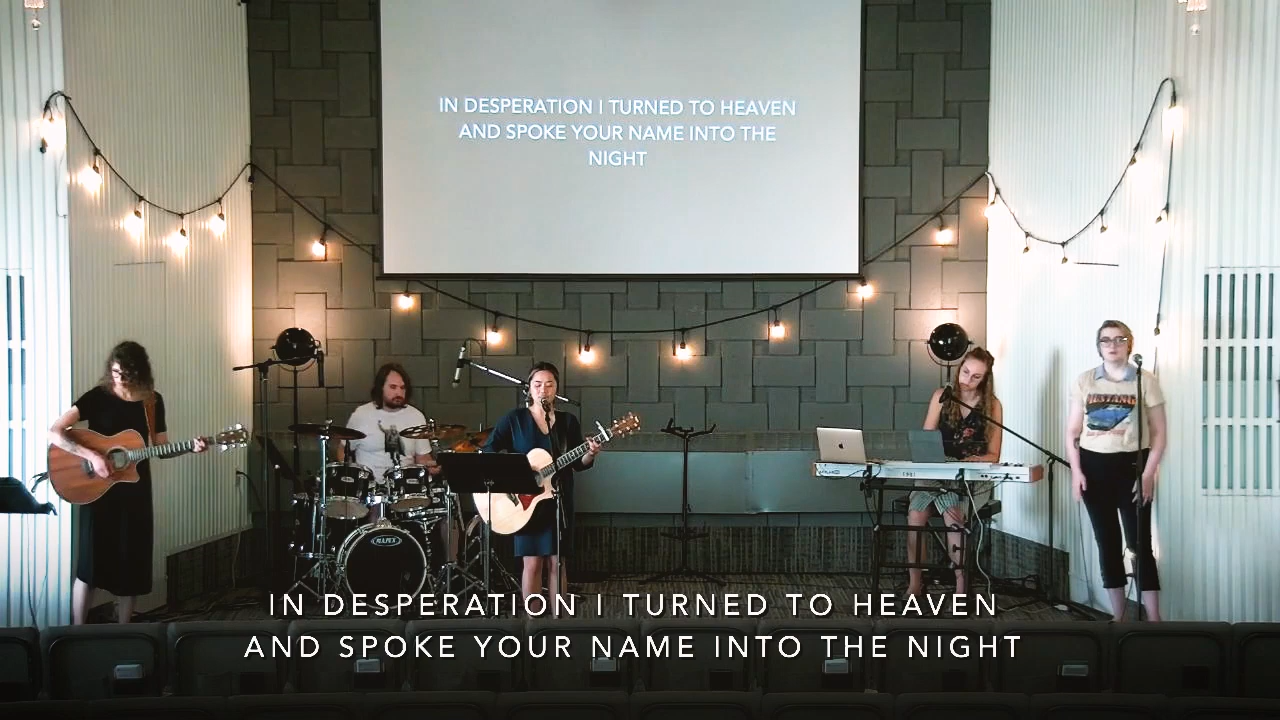 IN DESPERATION I TURNED TO HEAVEN
AND SPOKE YOUR NAME INTO THE
NIGHT
MAPEX
IN DESPERATION I TURNED TO HEAVEN
AND SPOKE YOUR NAME INTO THE NIGHT